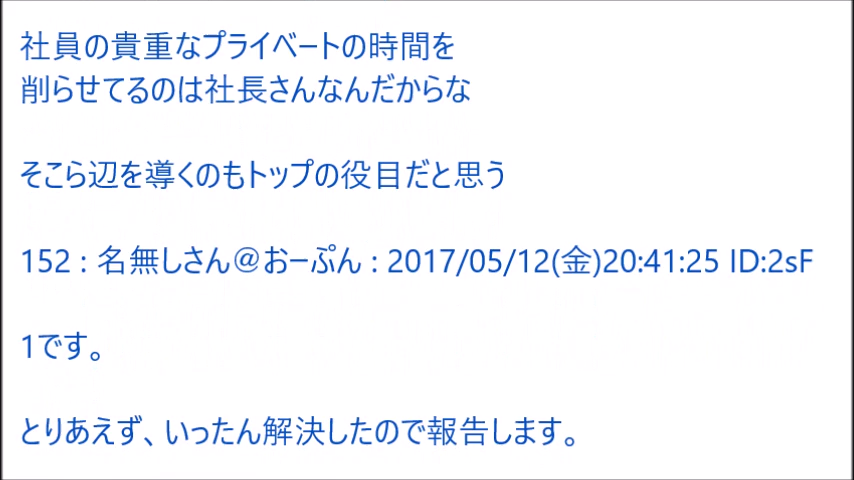 社員の貴重なプライベートの時間を
削らせてるのは社長さんなんだからな
そこら辺を導くのもトップの役目だと思う
152 : 名無しさん＠おーぷん : 2017/05/12(金)20:41:25 ID:2sF
1です。
とりあえず、いったん解決したので報告します。